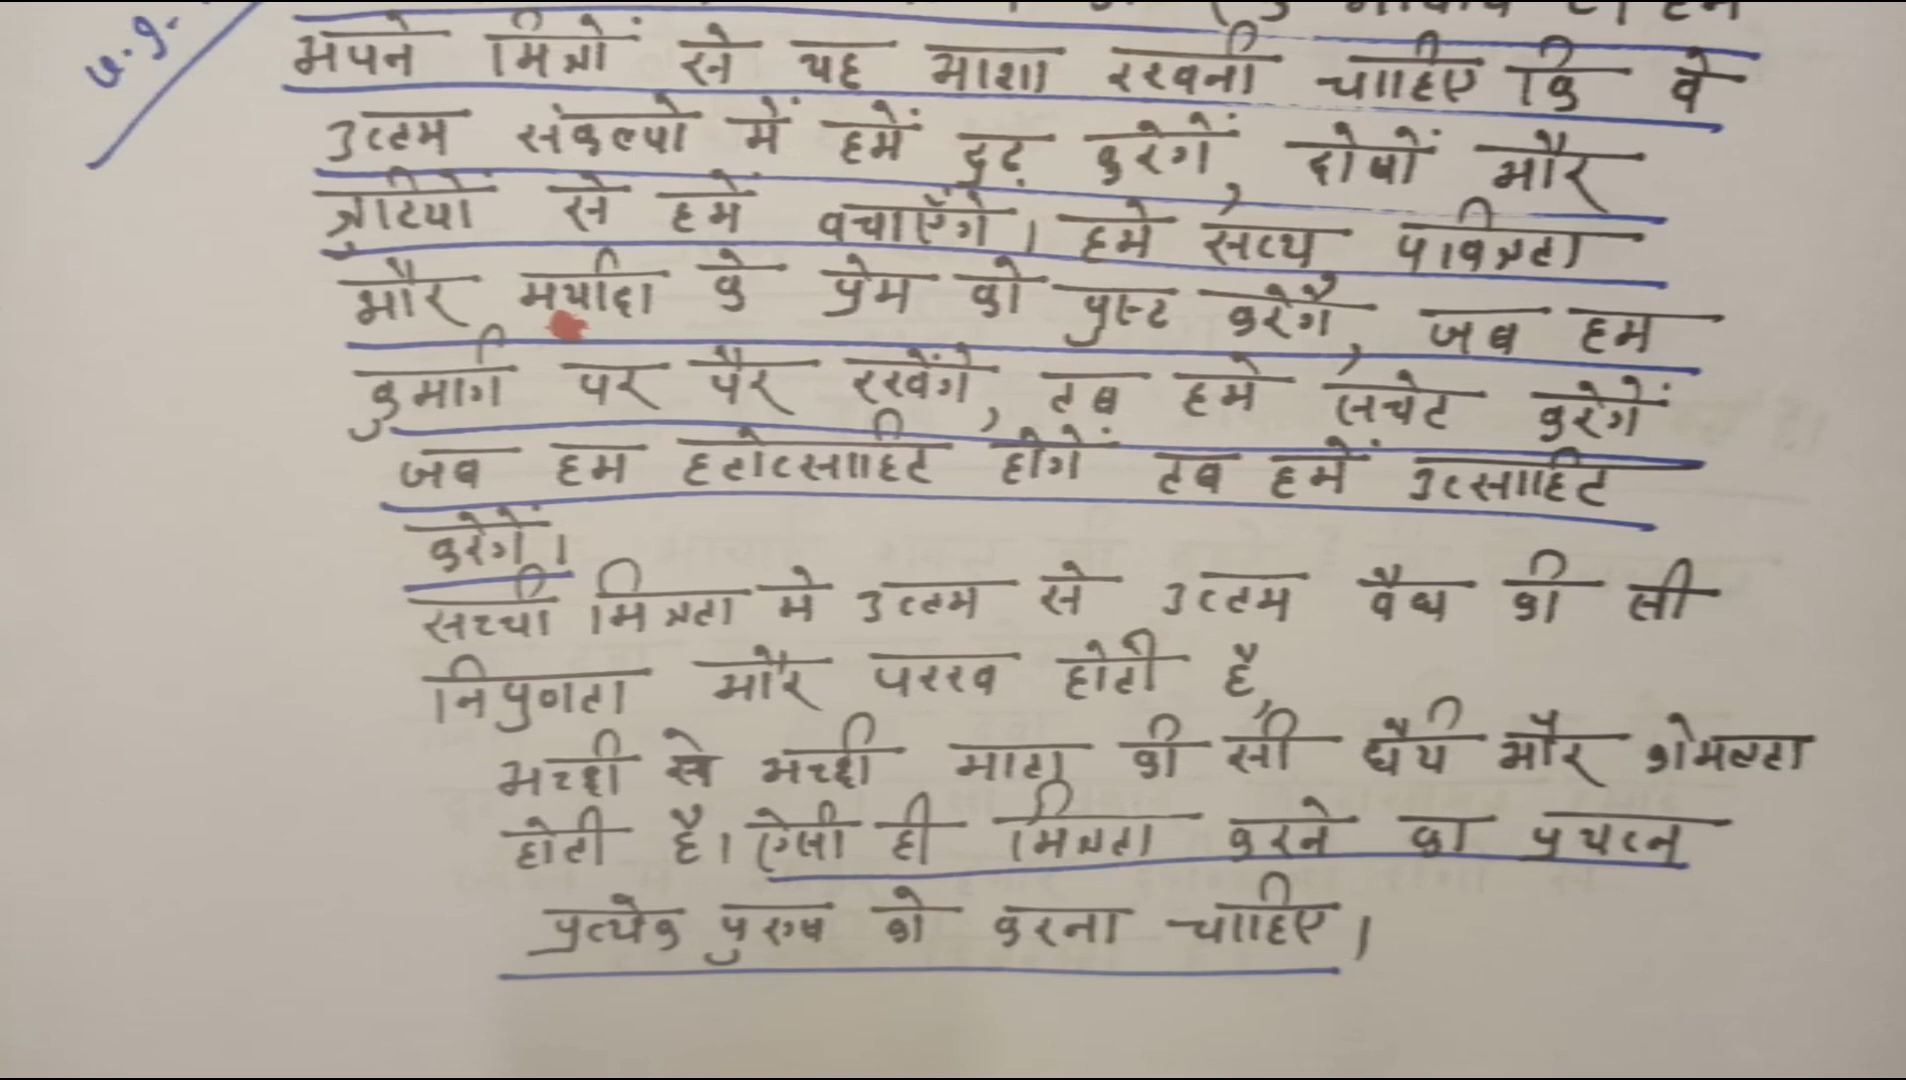 अपने मित्रों से यह आशा रखनी चाहिए कि वे
उत्तम संकल्पो में हमें दृढ़ करेगें, दोषों और
त्रुटियों से हमें बचाएँगे। हमे सत्य, पवित्रता
और मर्यादा के प्रेम को पुष्ट करेगें, जब हम
कुमार्ग पर पैर रखेंगे, तब हमे सचेत करेगें
जब हम हतोत्साहित होगें तब हमें उत्साहित
करेगें।
सच्ची मित्रता मे उत्तम से उत्तम वैध की सी
निपुणता और परख होती है,
अच्छी से अच्छी माता की सी धैर्य और कोमलता
होती है। ऐसी ही मित्रता करने का प्रयत्न
प्रत्येक पुरुष को करना चाहिए।